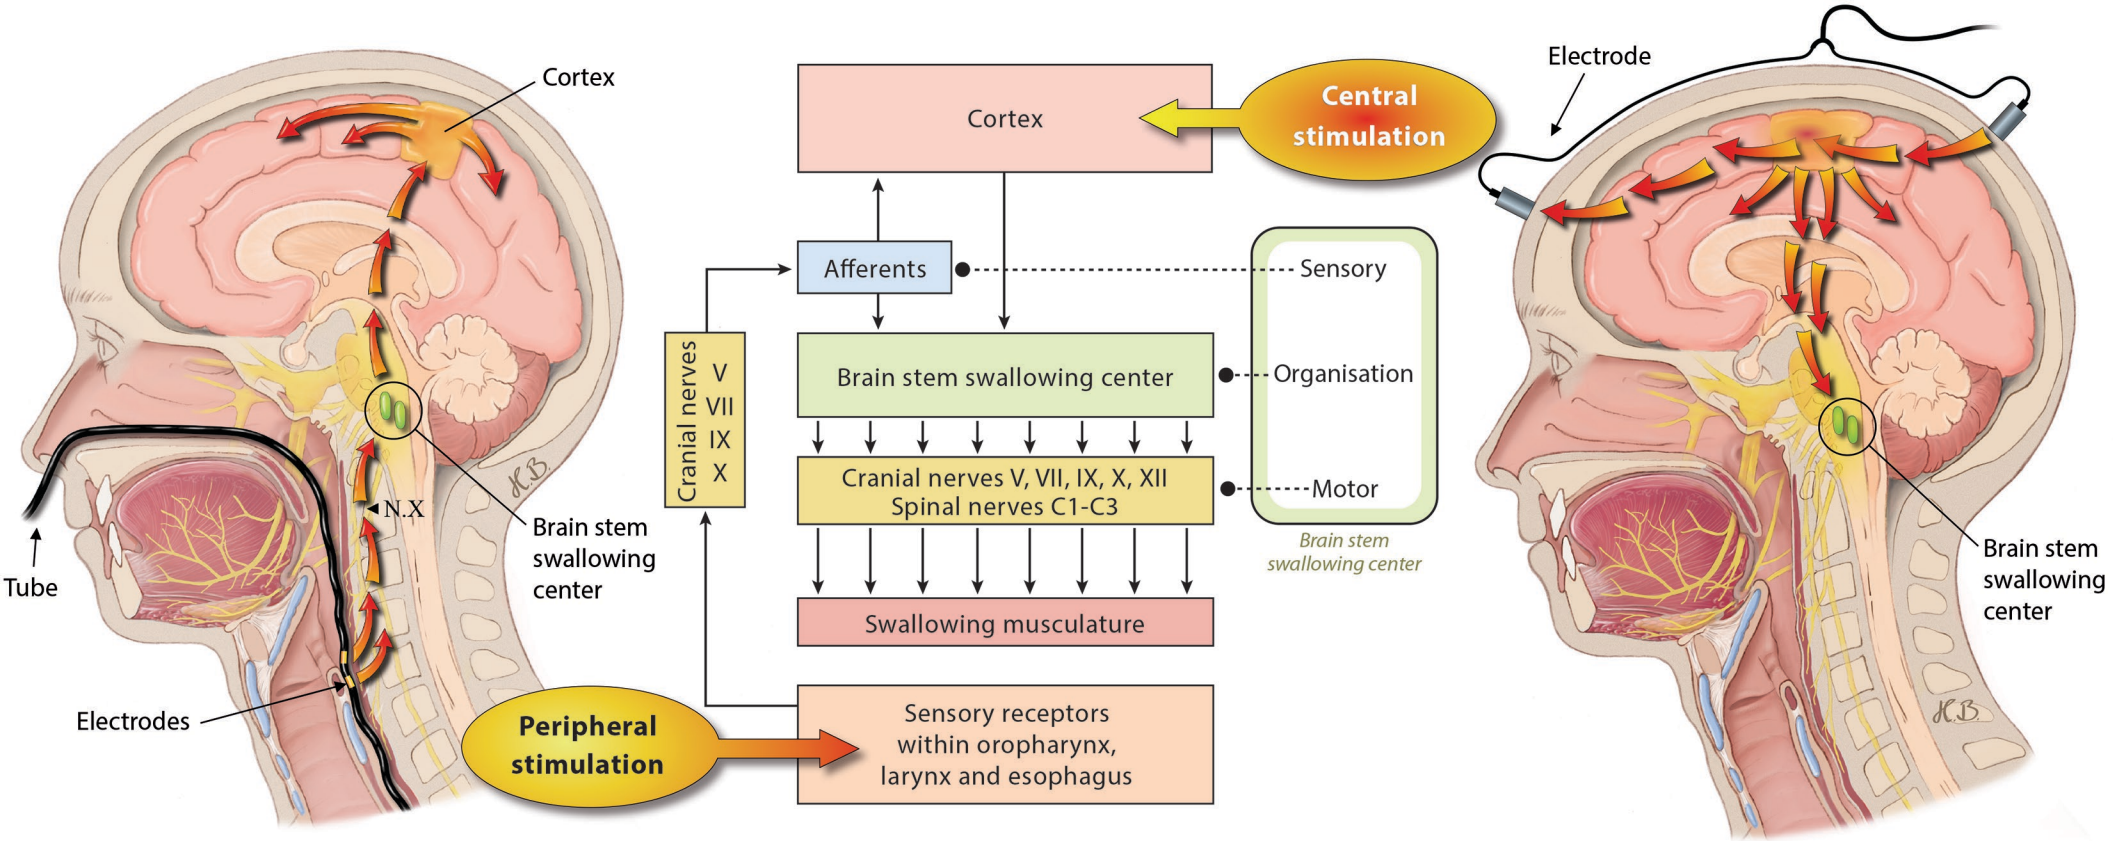 Cortex
Tube
Electrodes
N.X
Brain stem
swallowing
center
H.B.
Cortex
Central
stimulation
Afferents
Cranial nerves
V
VII
IX
X
Brain stem swallowing center
Cranial nerves V, VII, IX, X, XII
Spinal nerves C1-C3
Swallowing musculature
Peripheral
stimulation
Sensory receptors
within oropharynx,
larynx and esophagus
Sensory
Organisation
Motor
Brain stem
swallowing center
Electrode
Brain stem
swallowing
center
H.B.